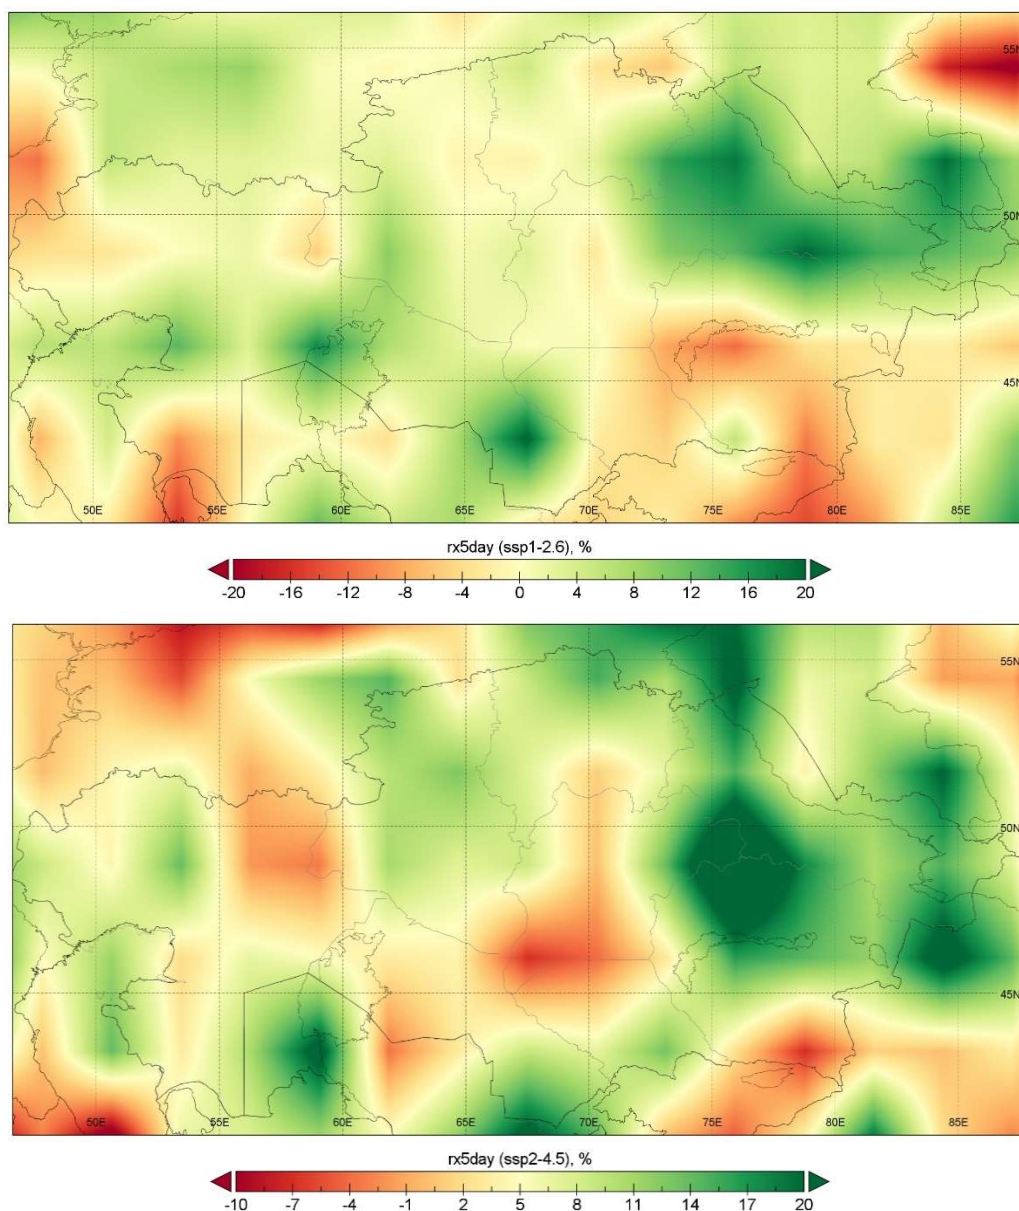 55N
50N
45N
50E 55E 60E 65E 70E 75E 80E 85E
rx5day (ssp1-2.6), %
-20 -16 -12 -8 -4 0 4 8 12 16 20
55N
50N
45N
50E 55E 60E 65E 70E 75E 80E 85E
rx5day (ssp2-4.5), %
-10 -7 -4 -1 2 5 8 11 14 17 20